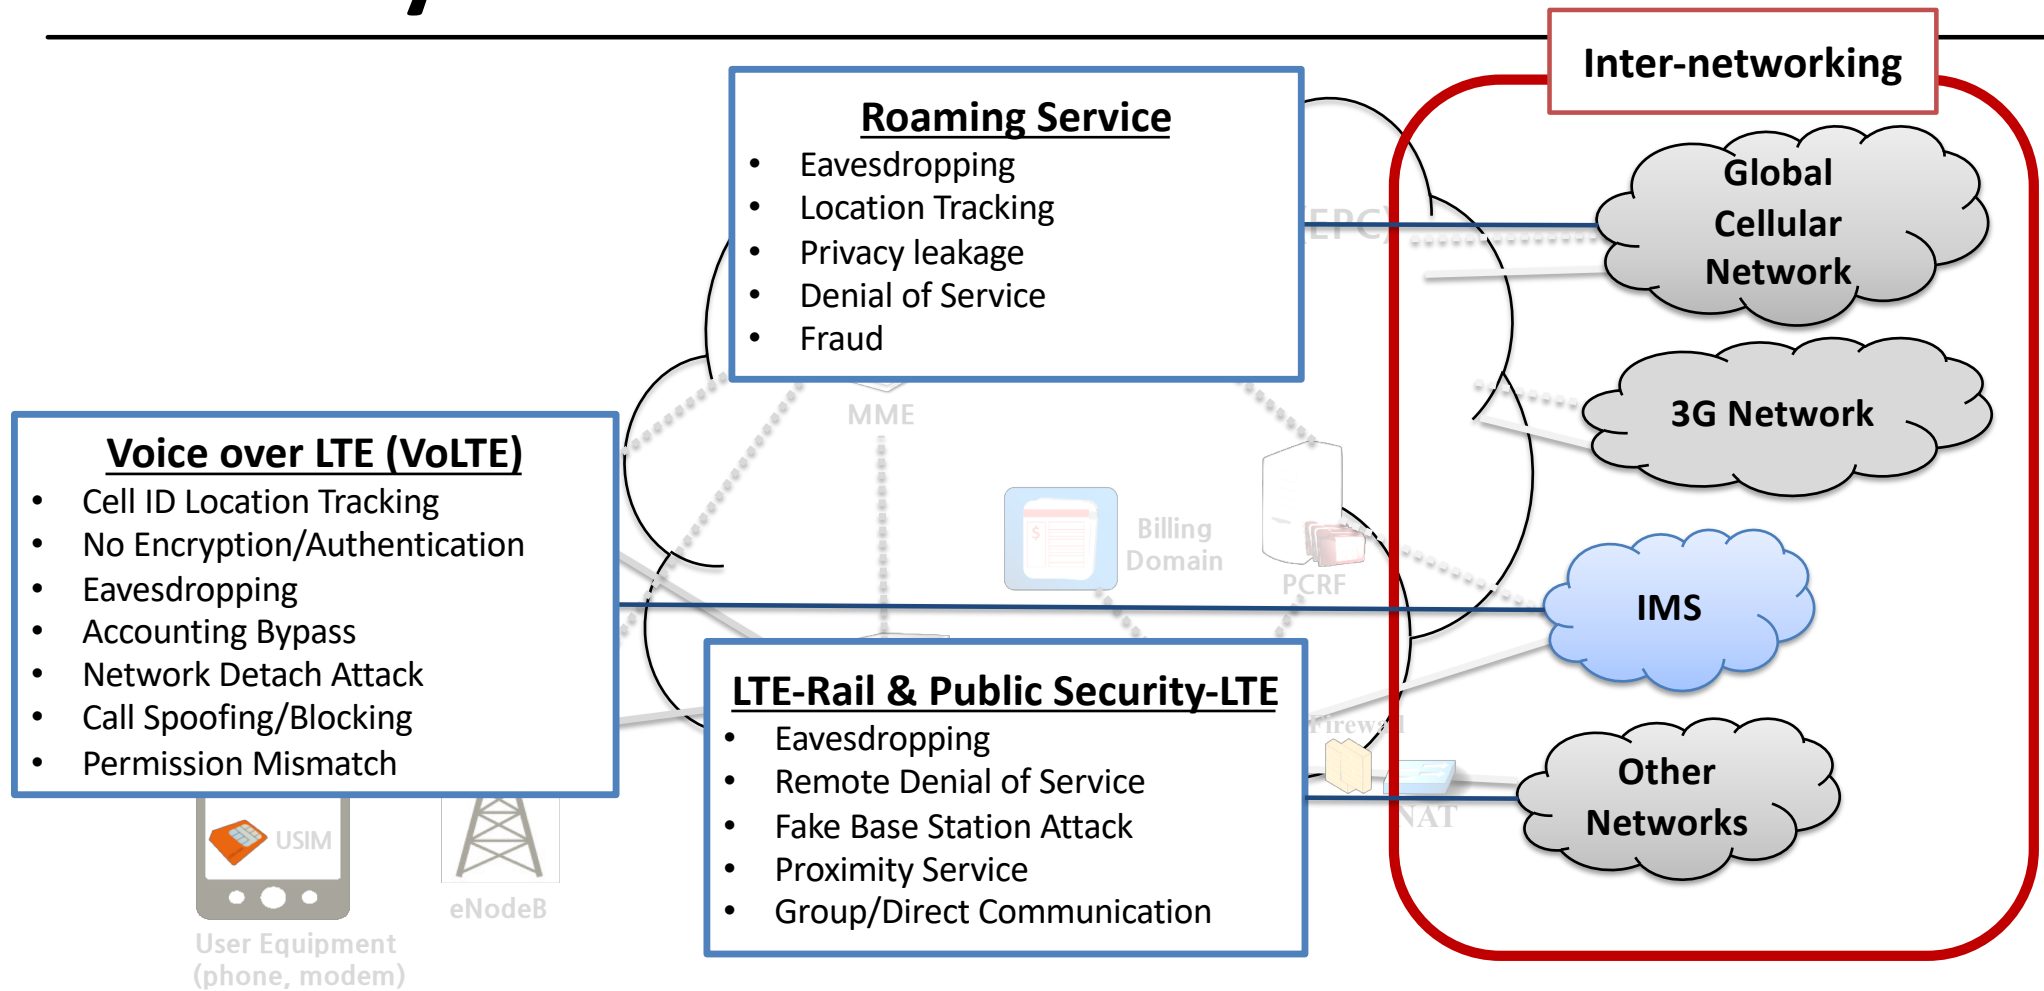 Inter-networking
Roaming Service
• Eavesdropping
• Location Tracking
• Privacy leakage
• Denial of Service
• Fraud
(EPC)
Global
Cellular
Network
3G Network
MME
Voice over LTE (VoLTE)
• Cell ID Location Tracking
• No Encryption/Authentication
• Eavesdropping
• Accounting Bypass
• Network Detach Attack
• Call Spoofing/Blocking
• Permission Mismatch
Billing
Domain
PCRF
IMS
LTE-Rail & Public Security-LTE
• Eavesdropping
• Remote Denial of Service
• Fake Base Station Attack
• Proximity Service
• Group/Direct Communication
Firewall
NAT
Other
Networks
USIM
eNodeB
User Equipment
(phone, modem)